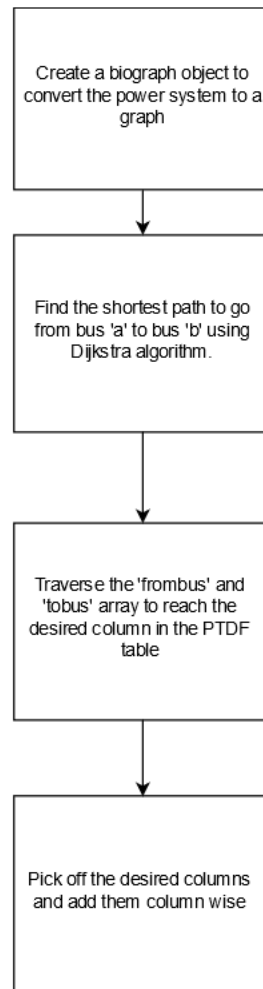 Create a biograph object to
convert the power system to a
graph
Find the shortest path to go
from bus 'a' to bus 'b' using
Dijkstra algorithm.
Traverse the 'frombus' and
'tobus' array to reach the
desired column in the PTDF
table
Pick off the desired columns
and add them column wise